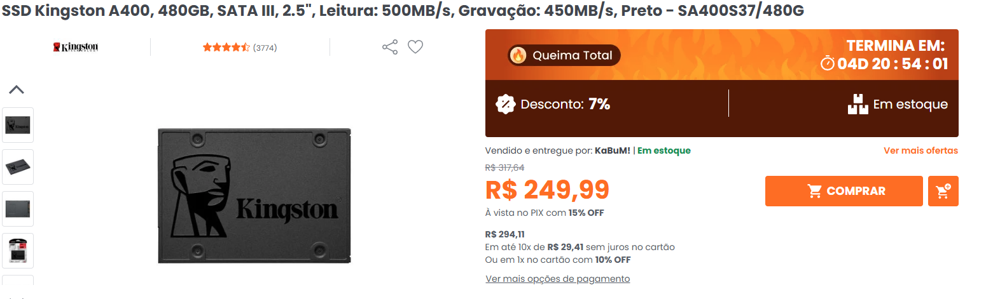 SSD Kingston A400, 480GB, SATA III, 2.5", Leitura: 500MB/s, Gravação: 450MB/s, Preto - SA400S37/480G
Kingston
TECHNOLOGY
(3774)
Kingston
Queima Total
TERMINA EM:
04D 20 : 54 : 01
Desconto: 7%
Em estoque
Vendido e entregue por: KaBuM! | Em estoque
Ver mais ofertas
R$ 317,64
R$ 249,99
COMPRAR
À vista no PIX com 15% OFF
R$ 294,11
Em até 10x de R$ 29,41 sem juros no cartão
Ou em 1x no cartão com 10% OFF
Ver mais opções de pagamento